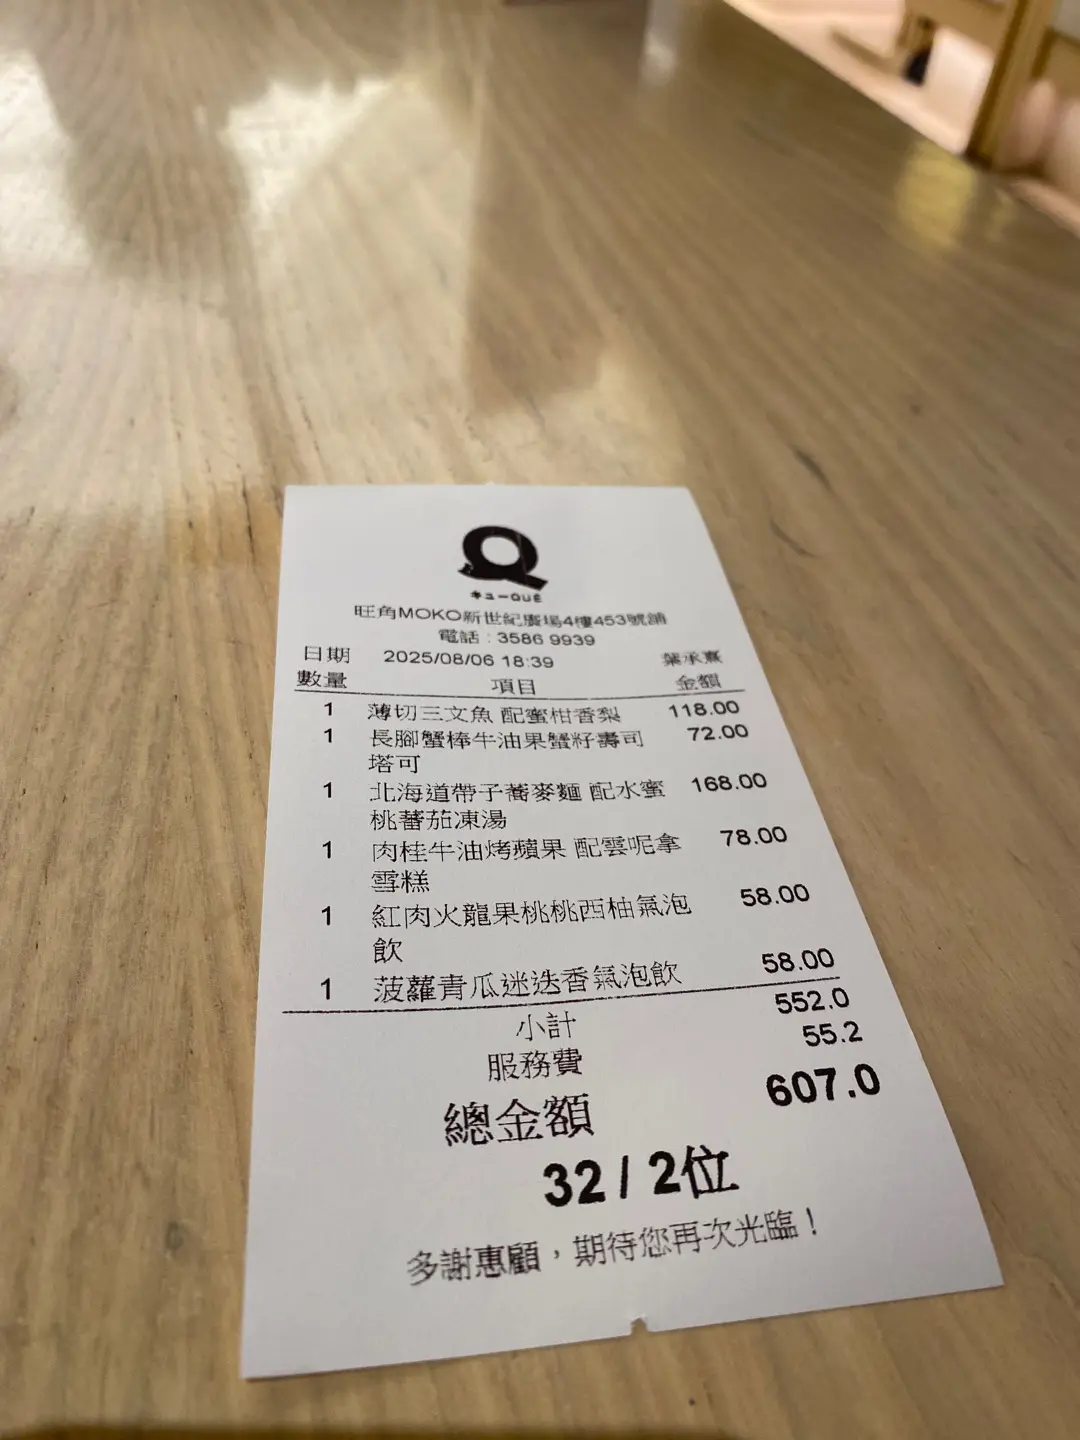 Q
キューQUE
旺角MOKO新世紀廣場4樓453號舖
電話：3586 9939
日期 2025/08/06 18:39 葉承熹
數量 項目 金額
1 薄切三文魚 配蜜柑香梨 118.00
1 長腳蟹棒牛油果蟹籽壽司 72.00
塔可
1 北海道帶子蕎麥麵 配水蜜 168.00
桃蕃茄凍湯
1 肉桂牛油烤蘋果 配雲呢拿 78.00
雪糕
1 紅肉火龍果桃桃西柚氣泡 58.00
飲
1 菠蘿青瓜迷迭香氣泡飲 58.00
小計 552.0
服務費 55.2
總金額 607.0
32 / 2位
多謝惠顧，期待您再次光臨！